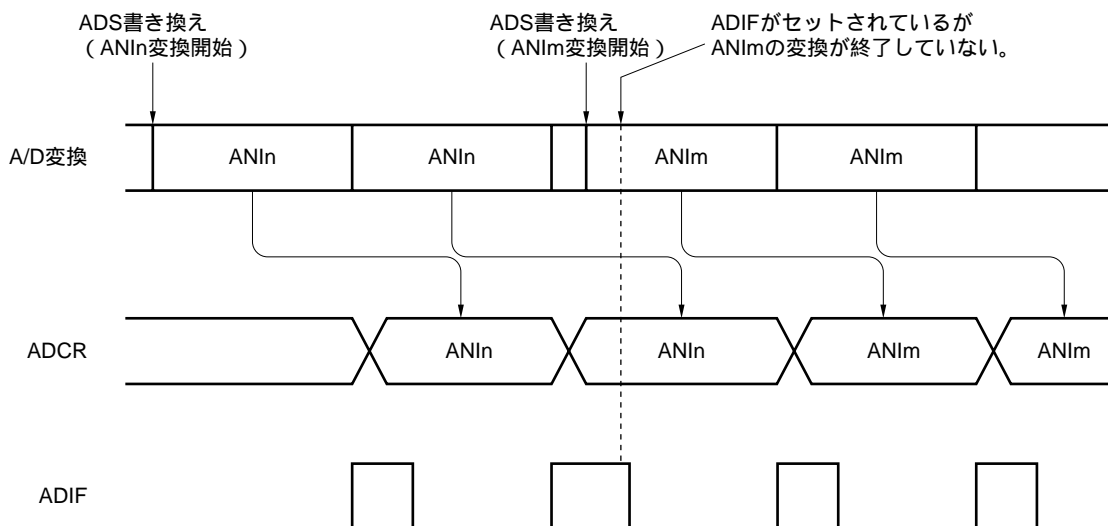 ADS書き換え
（ANIn変換開始）
ADS書き換え
（ANIm変換開始）
ADIFがセットされているが
ANImの変換が終了していない。
A/D変換
ANIn
ANIn
ANIm
ANIm
ADCR
ANIn
ANIn
ANIm
ANIm
ADIF